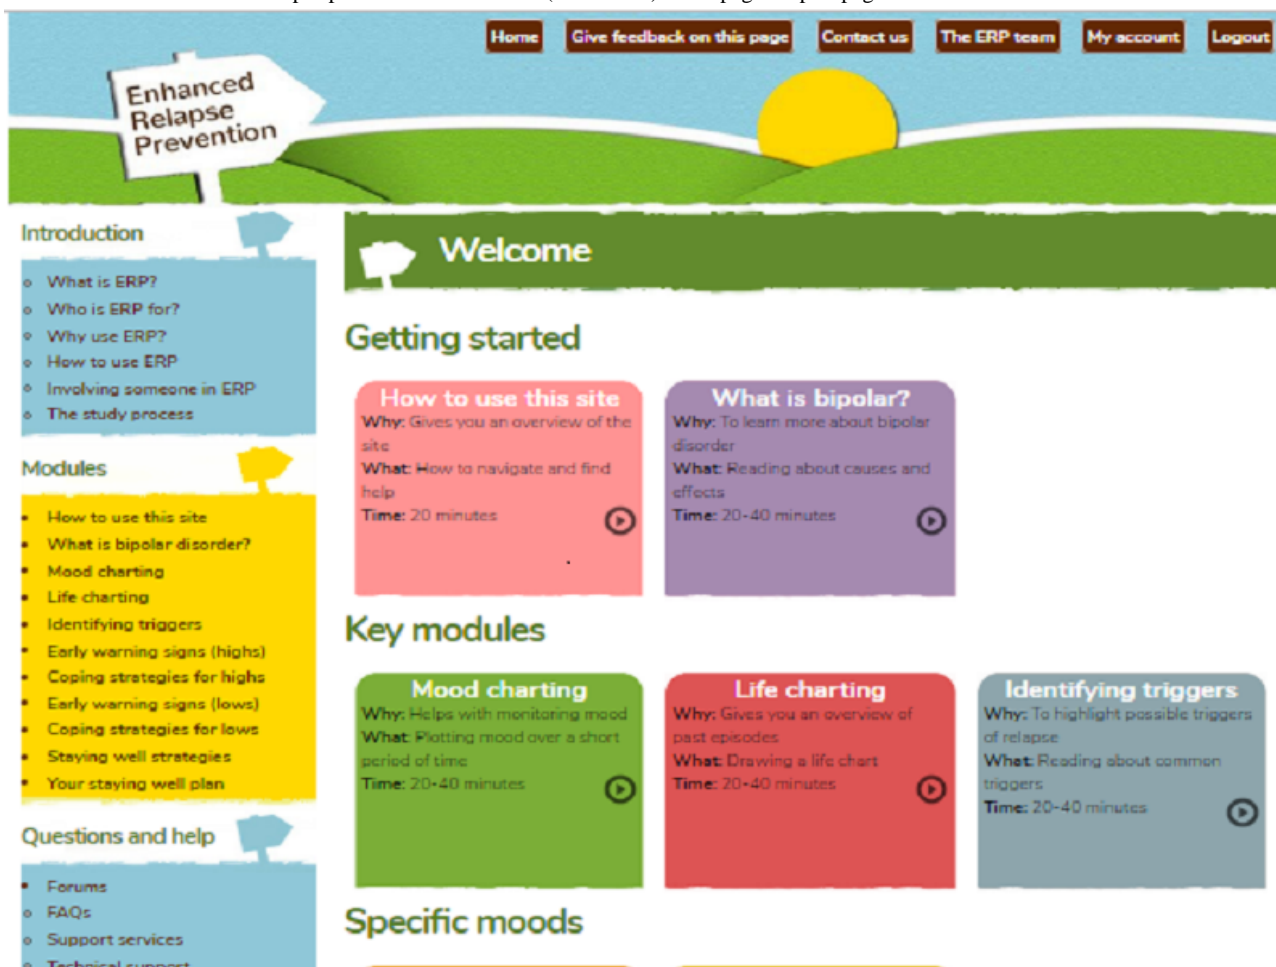 Home
Give feedback on this page
Contact us
The ERP team
My account
Logout
Enhanced
Relapse
Prevention
Introduction
What is ERP?
Who is ERP for?
Why use ERP?
How to use ERP
Involving someone in ERP
The study process
Modules
How to use this site
What is bipolar disorder?
Mood charting
Life charting
Identifying triggers
Early warning signs (highs)
Coping strategies for highs
Early warning signs (lows)
Coping strategies for lows
Staying well strategies
Your staying well plan
Questions and help
Forums
FAQs
Support services
Technical support
Welcome
Getting started
How to use this site
Why: Gives you an overview of the
site
What: How to navigate and find
help
Time: 20 minutes
What is bipolar?
Why: To learn more about bipolar
disorder
What: Reading about causes and
effects
Time: 20-40 minutes
Key modules
Mood charting
Why: Helps with monitoring mood
What: Plotting mood over a short
period of time
Time: 20-40 minutes
Life charting
Why: Gives you an overview of
past episodes
What: Drawing a life chart
Time: 20-40 minutes
Identifying triggers
Why: To highlight possible triggers
of relapse
What: Reading about common
triggers
Time: 20-40 minutes
Specific moods